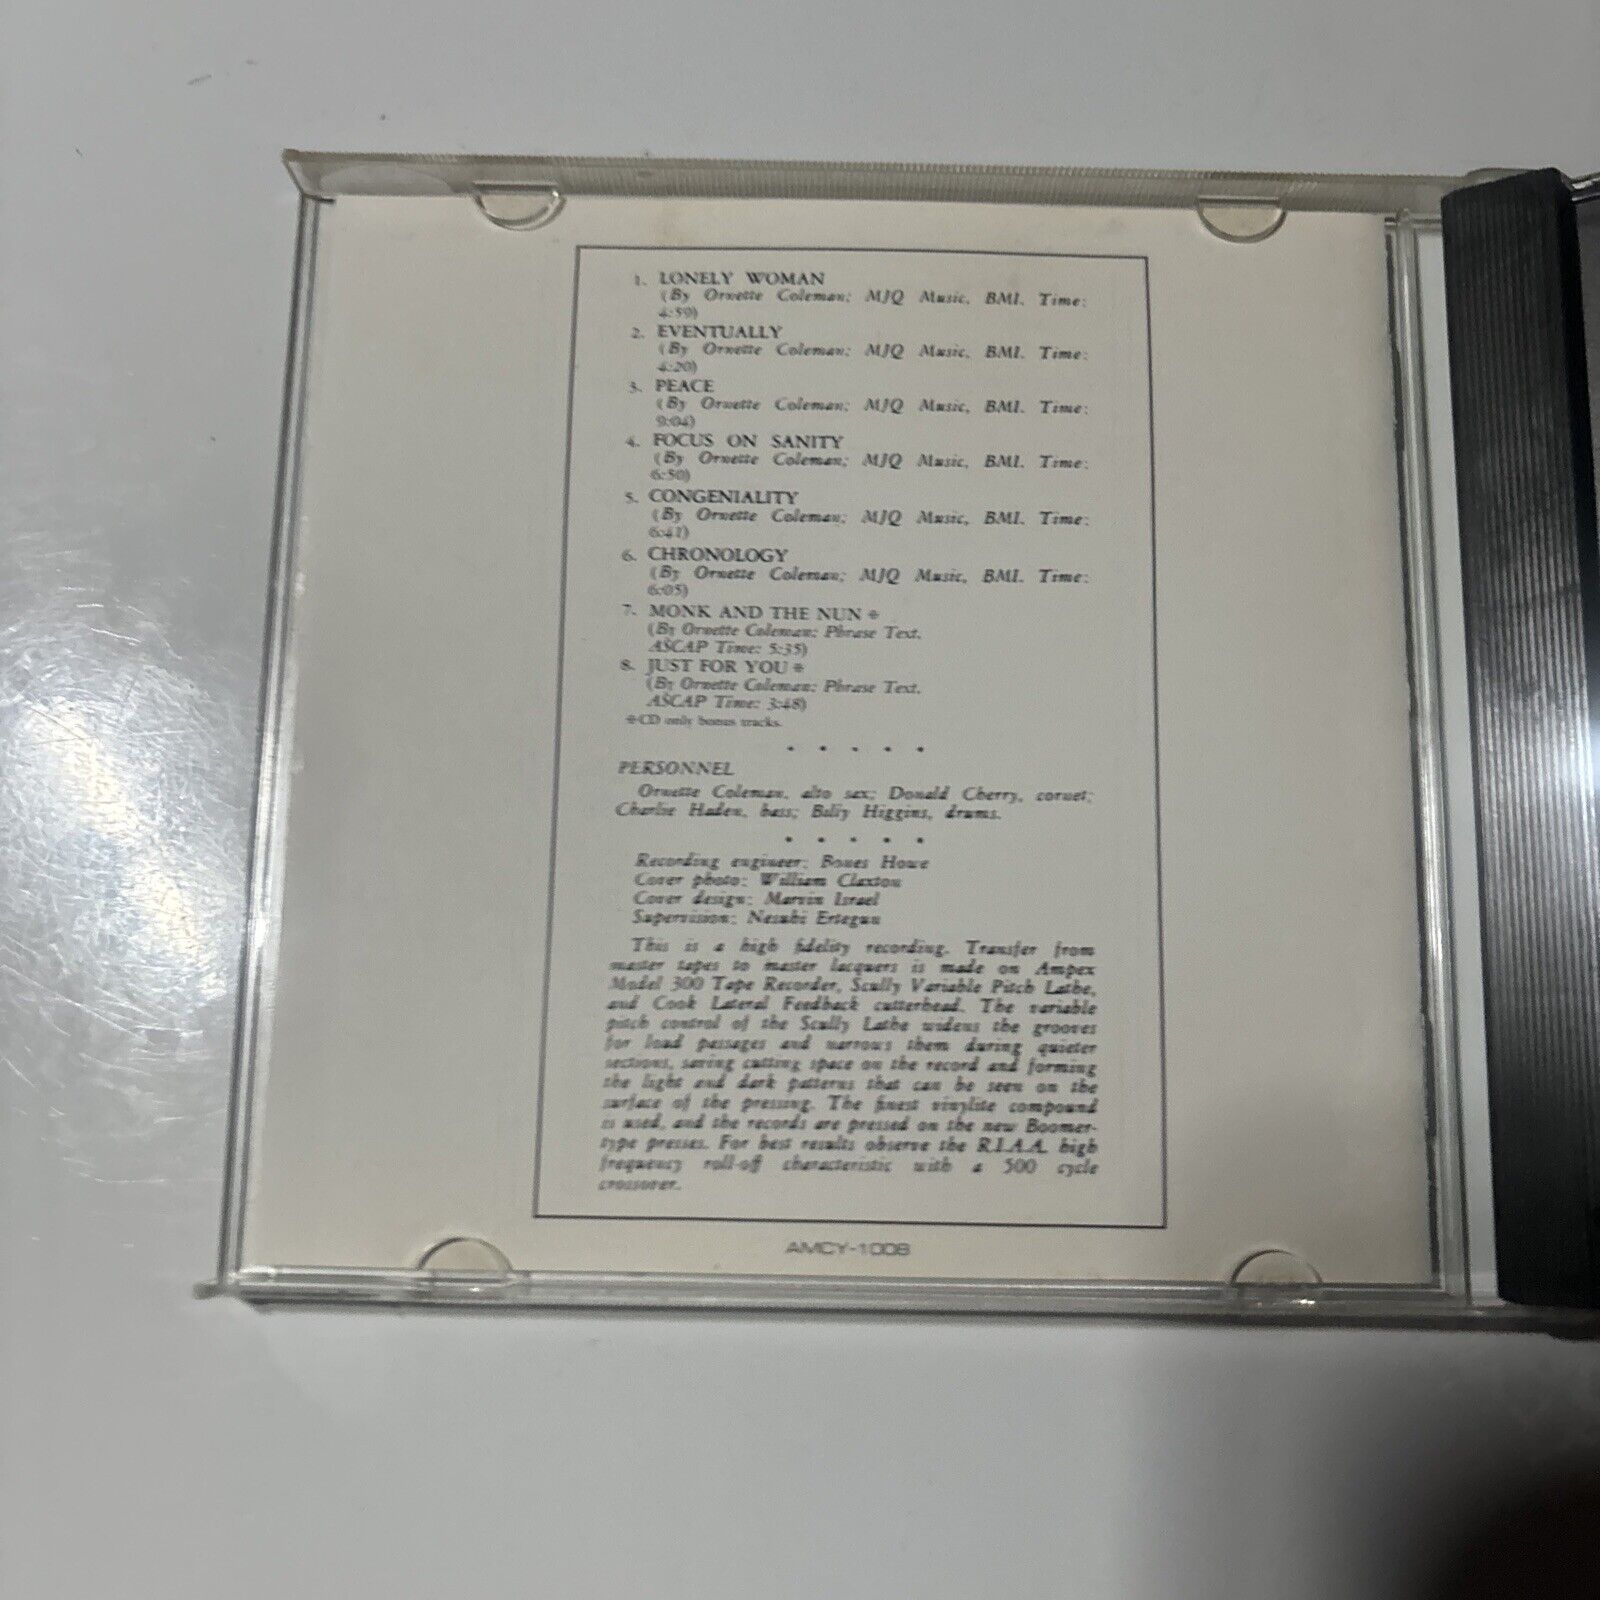 1. LONELY WOMAN
(By Ornette Coleman; MJQ Music, BMI. Time:
4:59)
2. EVENTUALLY
(By Ornette Coleman; MJQ Music, BMI. Time:
4:20)
3. PEACE
(By Ornette Coleman; MJQ Music, BMI. Time:
9:04)
4. FOCUS ON SANITY
(By Ornette Coleman; MJQ Music, BMI. Time:
6:50)
5. CONGENIALITY
(By Ornette Coleman; MJQ Music, BMI. Time:
6:41)
6. CHRONOLOGY
(By Ornette Coleman; MJQ Music, BMI. Time:
6:05)
7. MONK AND THE NUN *
(By Ornette Coleman; Phrase Text,
ASCAP Time: 5:35)
8. JUST FOR YOU *
(By Ornette Coleman; Phrase Text,
ASCAP Time: 3:48)
*CD only bonus tracks.
. . . . .
PERSONNEL
Ornette Coleman, alto sax; Donald Cherry, cornet;
Charlie Haden, bass; Billy Higgins, drums.
. . . . .
Recording engineer: Bones Howe
Cover photo: William Claxton
Cover design: Marvin Israel
Supervision: Nesuhi Ertegun
This is a high fidelity recording. Transfer from
master tapes to master lacquers is made on Ampex
Model 300 Tape Recorder, Scully Variable Pitch Lathe,
and Cook Lateral Feedback cutterhead. The variable
pitch control of the Scully Lathe widens the grooves
for loud passages and narrows them during quieter
sections, saving cutting space on the record and forming
the light and dark patterns that can be seen on the
surface of the pressing. The finest vinylite compound
is used, and the records are pressed on the new Boomer-
type presses. For best results observe the R.I.A.A. high
frequency roll-off characteristic with a 500 cycle
crossover.
AMCY-1008